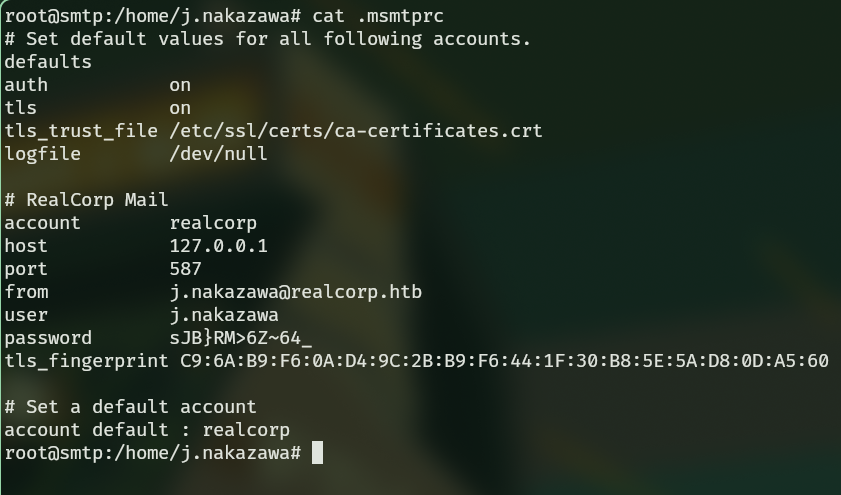 root@smtp:/home/j.nakazawa# cat .msmtprc
# Set default values for all following accounts.
defaults
auth           on
tls            on
tls_trust_file /etc/ssl/certs/ca-certificates.crt
logfile        /dev/null

# RealCorp Mail
account        realcorp
host           127.0.0.1
port           587
from           j.nakazawa@realcorp.htb
user           j.nakazawa
password       sJB}RM>6Z~64_
tls_fingerprint C9:6A:B9:F6:0A:D4:9C:2B:B9:F6:44:1F:30:B8:5E:5A:D8:0D:A5:60

# Set a default account
account default : realcorp
root@smtp:/home/j.nakazawa#